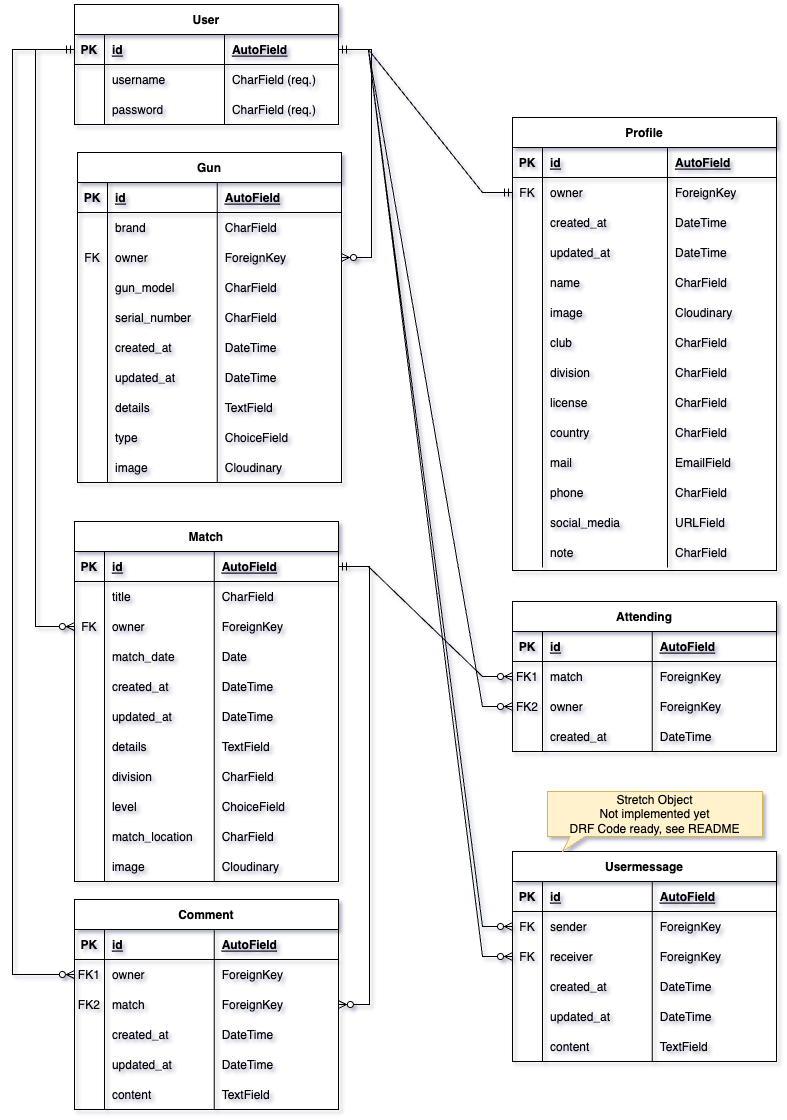 User
PK id AutoField
username CharField (req.)
password CharField (req.)
Gun
PK id AutoField
brand CharField
FK owner ForeignKey
gun_model CharField
serial_number CharField
created_at DateTime
updated_at DateTime
details TextField
type ChoiceField
image Cloudinary
Match
PK id AutoField
title CharField
FK owner ForeignKey
match_date Date
created_at DateTime
updated_at DateTime
details TextField
division CharField
level ChoiceField
match_location CharField
image Cloudinary
Comment
PK id AutoField
FK1 owner ForeignKey
FK2 match ForeignKey
created_at DateTime
updated_at DateTime
content TextField
Profile
PK id AutoField
FK owner ForeignKey
created_at DateTime
updated_at DateTime
name CharField
image Cloudinary
club CharField
division CharField
license CharField
country CharField
mail EmailField
phone CharField
social_media URLField
note CharField
Attending
PK id AutoField
FK1 match ForeignKey
FK2 owner ForeignKey
created_at DateTime
Stretch Object
Not implemented yet
DRF Code ready, see README
Usermessage
PK id AutoField
FK sender ForeignKey
FK receiver ForeignKey
created_at DateTime
updated_at DateTime
content TextField